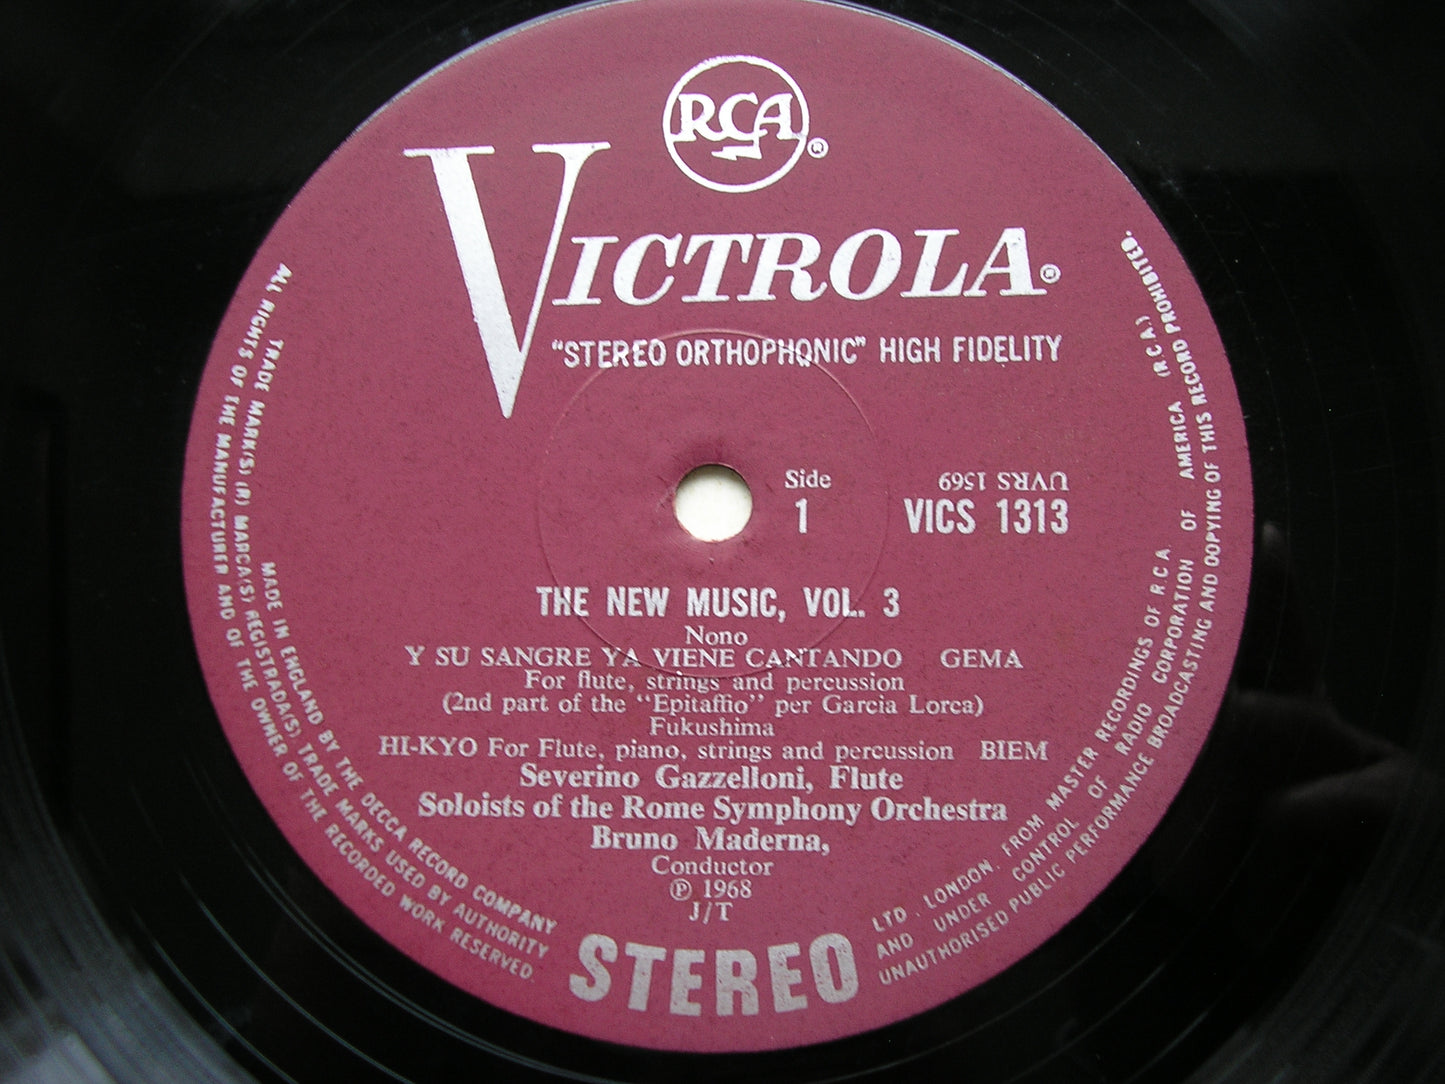 RCA ®
VICTROLA®
"STEREO ORTHOPHONIC" HIGH FIDELITY
Side
1
UVRS 1569
VICS 1313
THE NEW MUSIC, VOL. 3
Nono
Y SU SANGRE YA VIENE CANTANDO GEMA
For flute, strings and percussion
(2nd part of the "Epitaffio" per Garcia Lorca)
Fukushima
HI-KYO For Flute, piano, strings and percussion BIEM
Severino Gazzelloni, Flute
Soloists of the Rome Symphony Orchestra
Bruno Maderna,
Conductor
℗ 1968
J/T
STEREO
TRADE MARK(S) (R) MARCA(S) REGISTRADA(S) TRADE MARKS USED BY AUTHORITY AND UNDER CONTROL OF RADIO CORPORATION OF AMERICA (R.C.A.)
MADE IN ENGLAND BY THE DECCA RECORD COMPANY LTD. LONDON. FROM MASTER RECORDINGS OF R.C.A.
ALL RIGHTS OF THE MANUFACTURER AND OF THE OWNER OF THE RECORDED WORK RESERVED. UNAUTHORISED PUBLIC PERFORMANCE BROADCASTING AND COPYING OF THIS RECORD PROHIBITED.